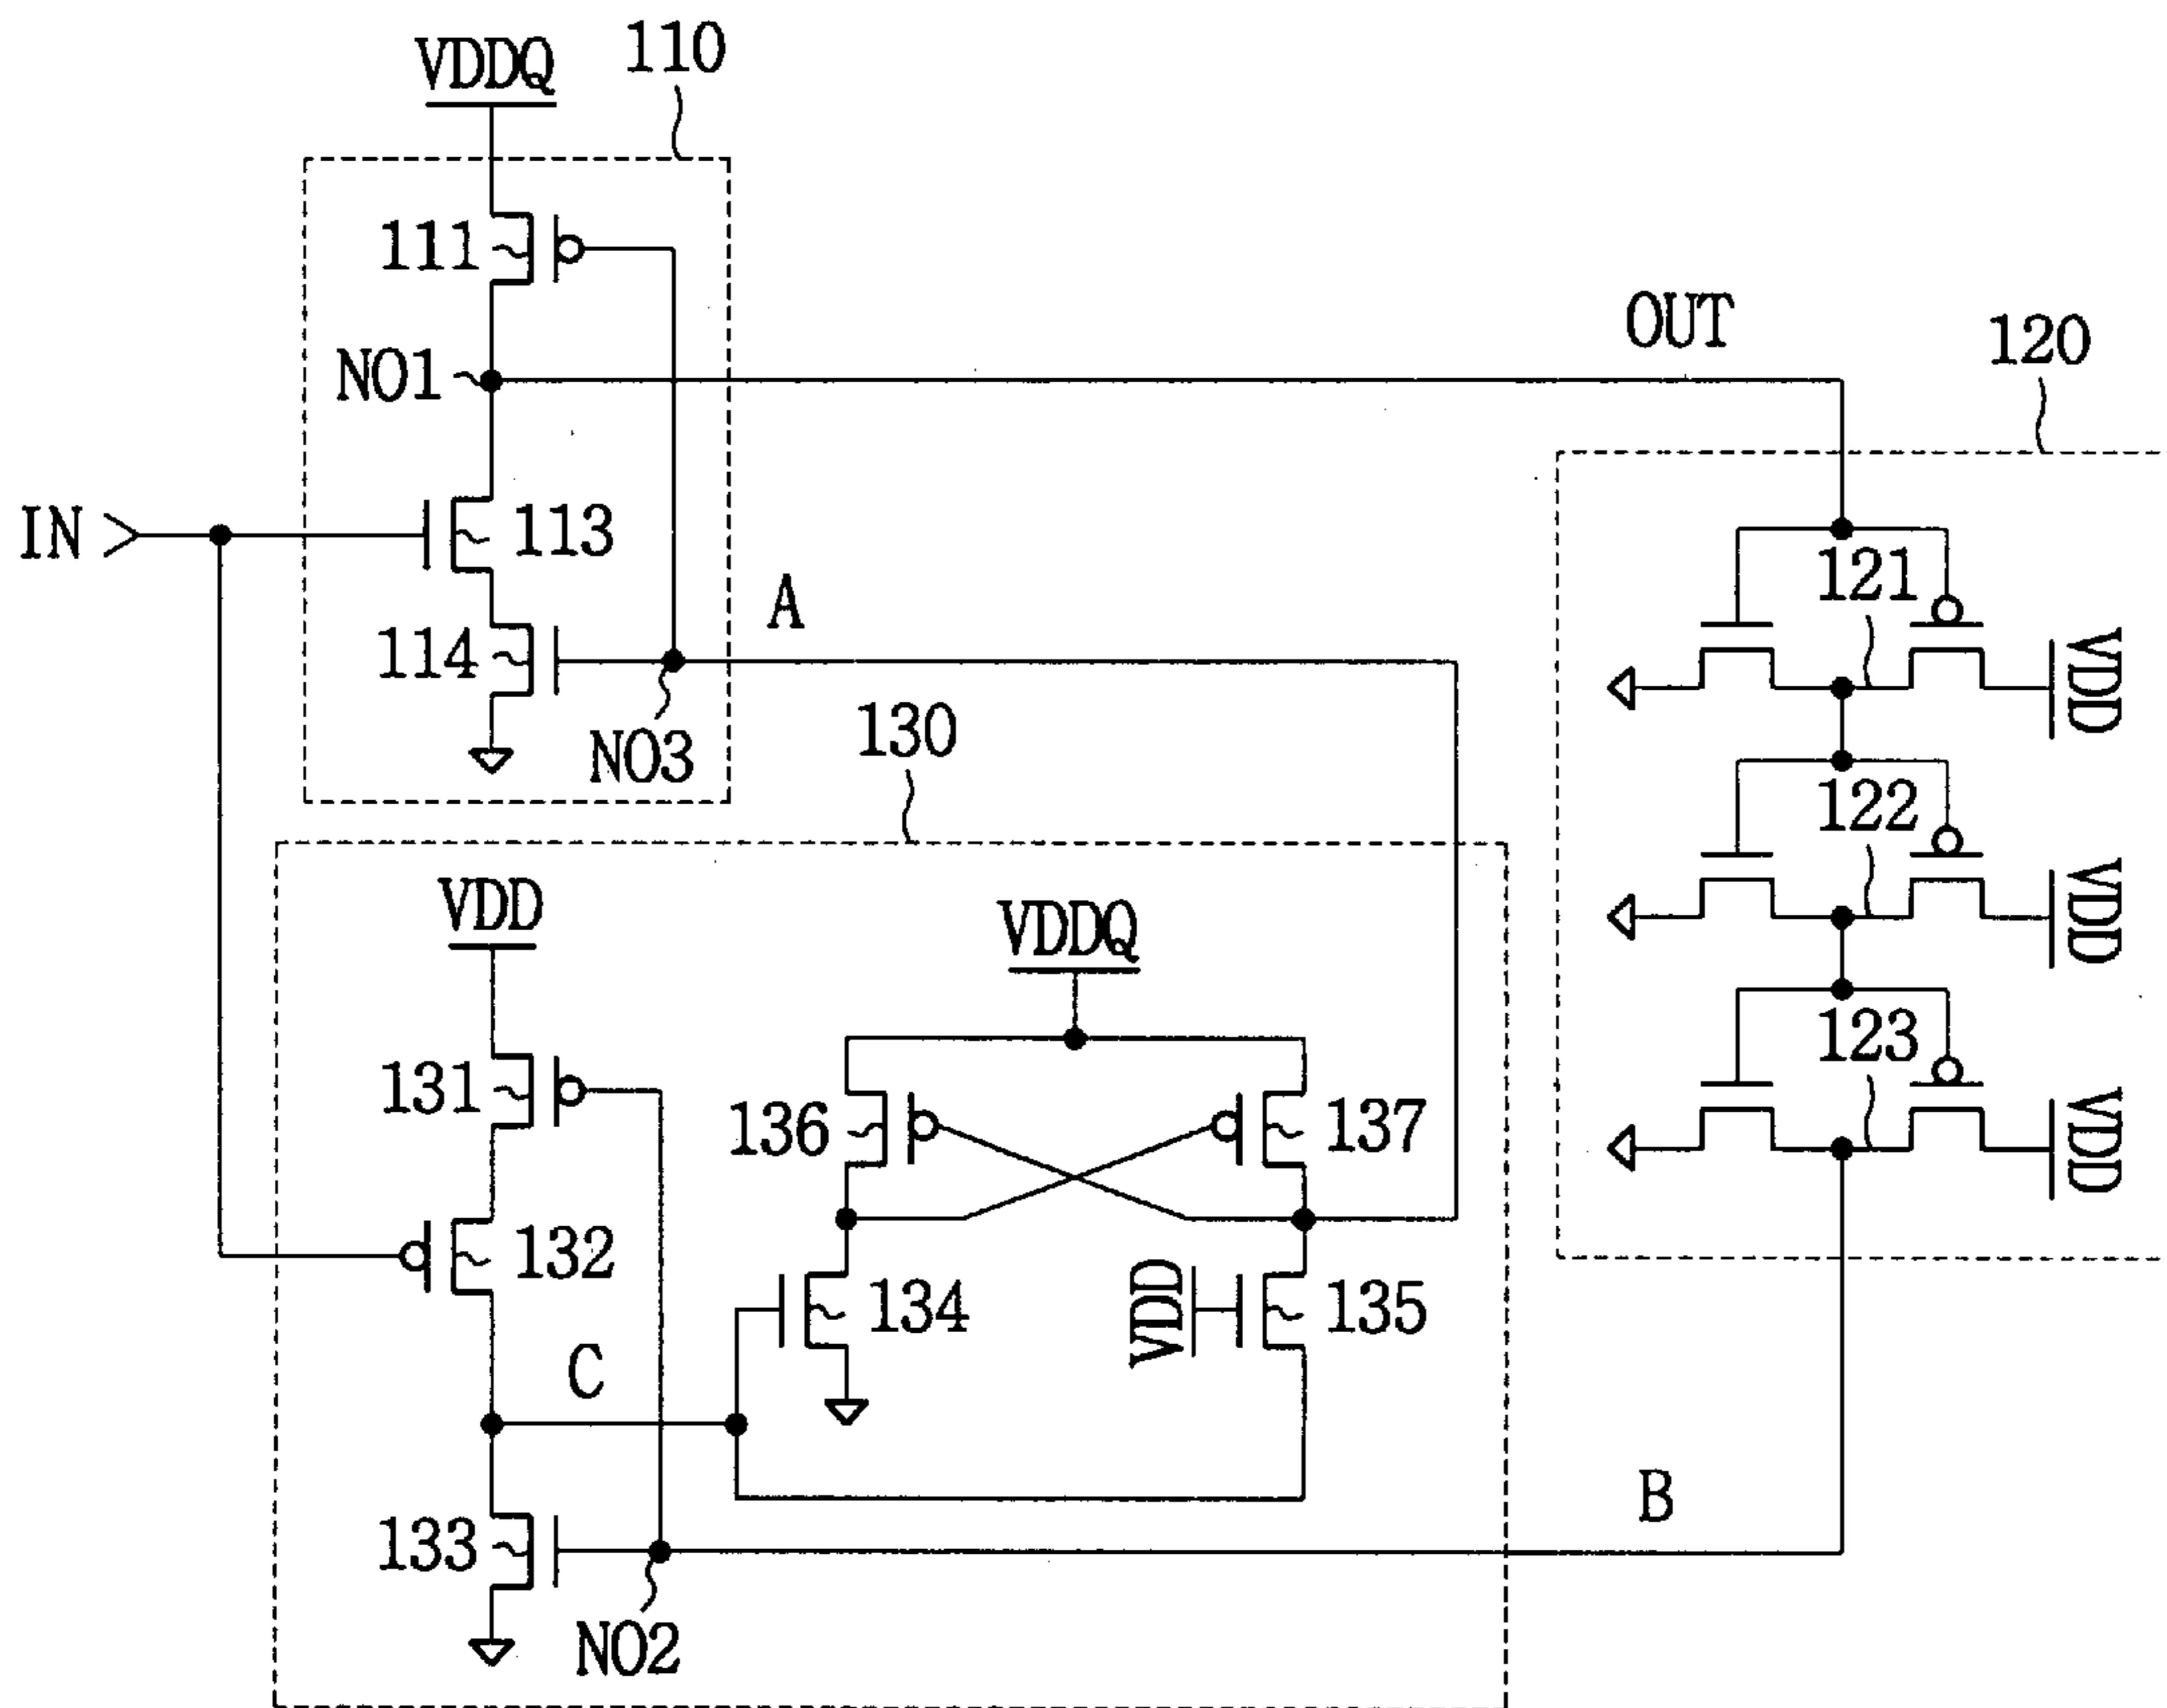 VDDQ
110
111
NO1
OUT
120
IN
113
A
121
VDD
114
NO3
130
122
VDD
VDD
VDDQ
123
VDD
131
136
137
132
134
VDD
135
C
B
133
NO2